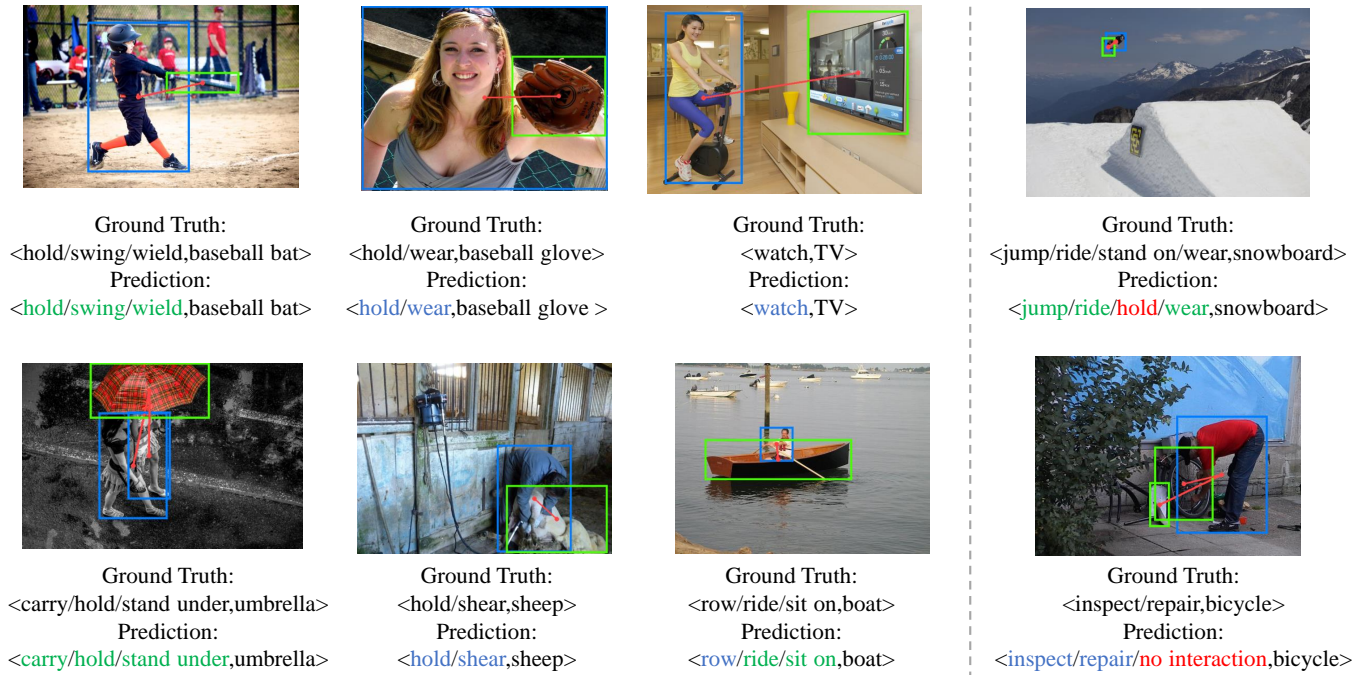 Ground Truth:
<hold/swing/wield,baseball bat>
Prediction:
<hold/swing/wield,baseball bat>
Ground Truth:
<hold/wear,baseball glove>
Prediction:
<hold/wear,baseball glove >
Ground Truth:
<watch,TV>
Prediction:
<watch,TV>
Ground Truth:
<jump/ride/stand on/wear,snowboard>
Prediction:
<jump/ride/hold/wear,snowboard>
Ground Truth:
<carry/hold/stand under,umbrella>
Prediction:
<carry/hold/stand under,umbrella>
Ground Truth:
<hold/shear,sheep>
Prediction:
<hold/shear,sheep>
Ground Truth:
<row/ride/sit on,boat>
Prediction:
<row/ride/sit on,boat>
Ground Truth:
<inspect/repair,bicycle>
Prediction:
<inspect/repair/no interaction,bicycle>